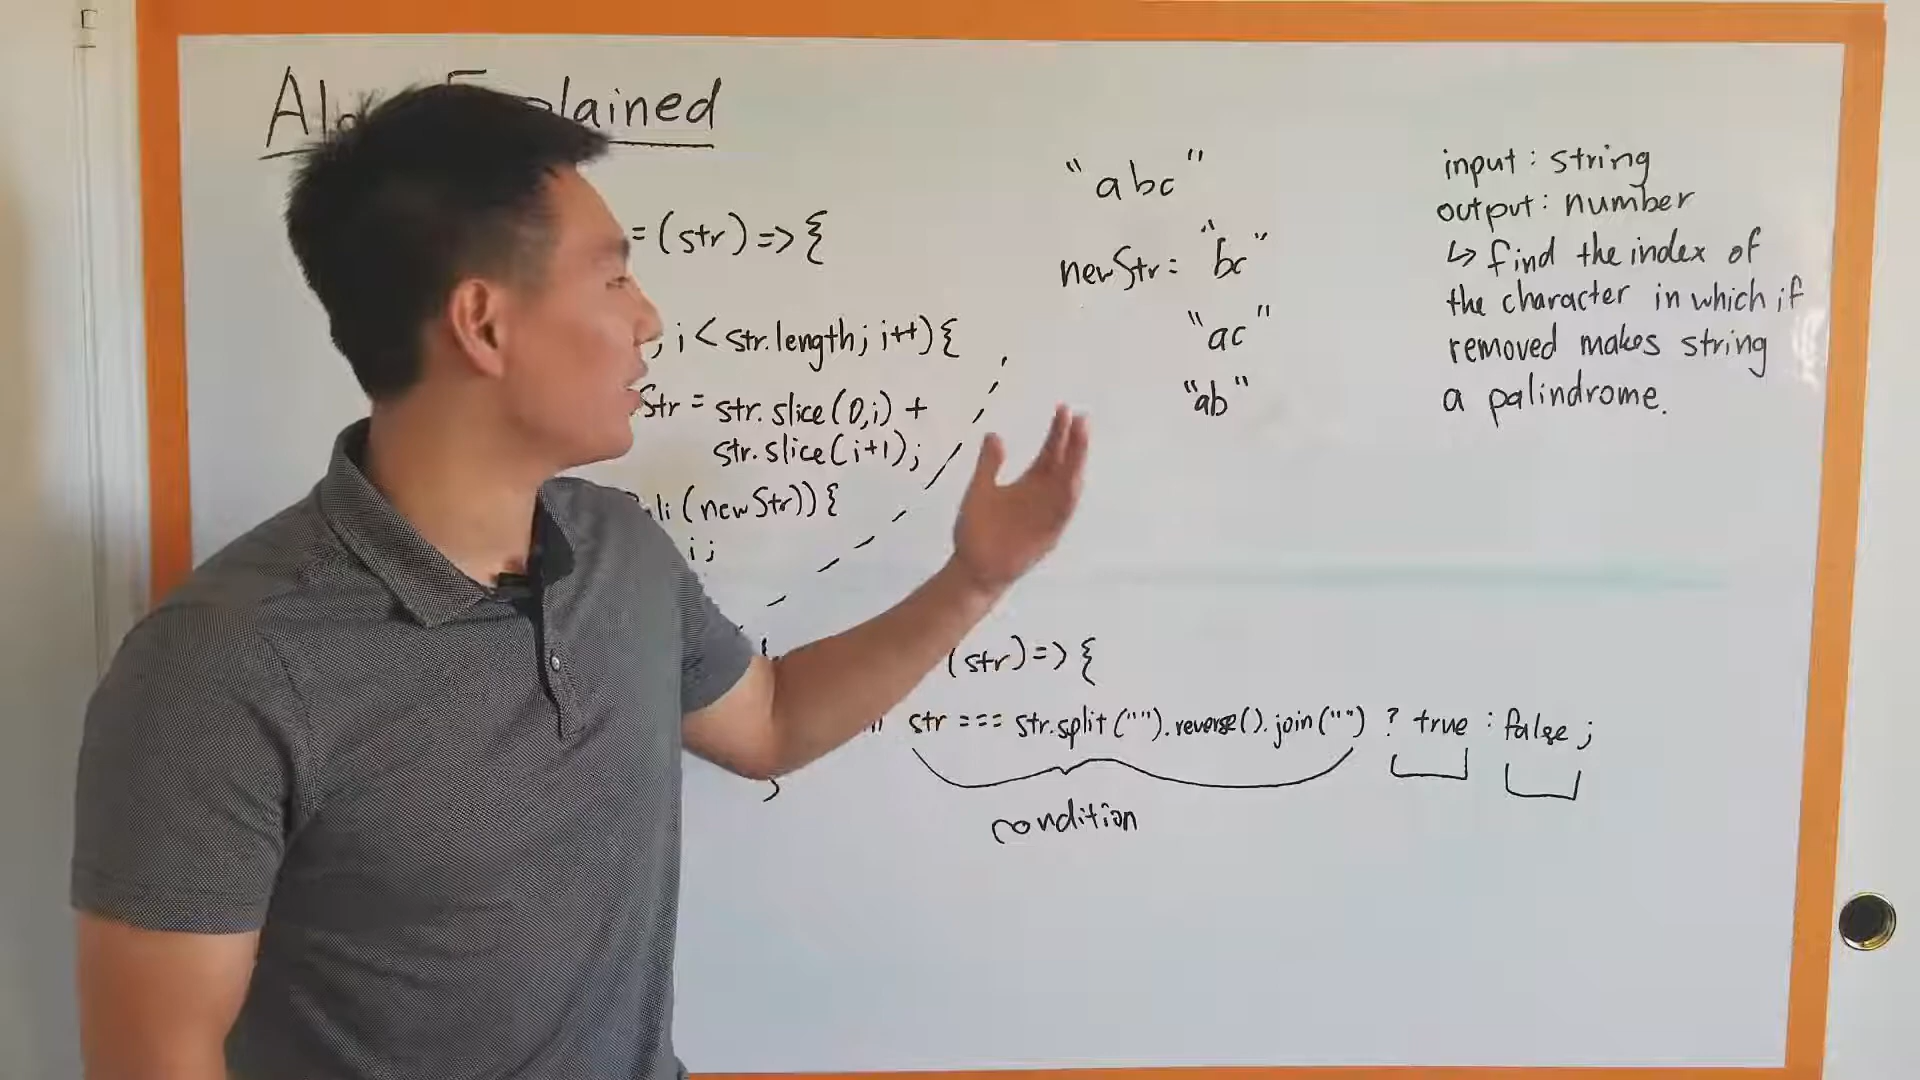 Explained
= (str) => {
; i < str.length; i++) {
Str = str.slice(0,i) +
str.slice(i+1);
li (newStr)) {
i;
"abc"
newStr: "bc"
"ac"
"ab"
input: string
output: number
↳ find the index of
the character in which if
removed makes string
a palindrome.
(str) => {
str === str.split("").reverse().join("") ? true : false;
}
condition